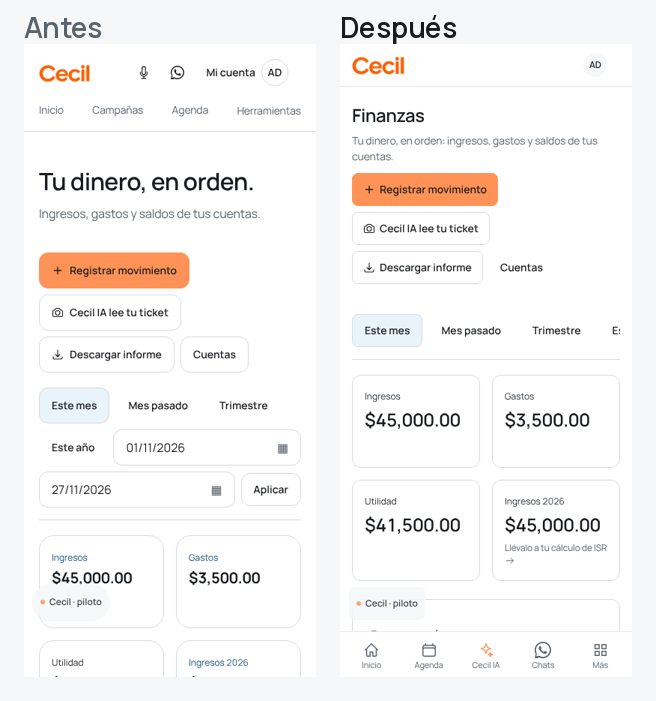 Antes
Cecil
Mi cuenta
AD
Inicio
Campañas
Agenda
Herramientas
Tu dinero, en orden.
Ingresos, gastos y saldos de tus cuentas.
+ Registrar movimiento
Cecil IA lee tu ticket
Descargar informe
Cuentas
Este mes
Mes pasado
Trimestre
Este año
01/11/2026
27/11/2026
Aplicar
Ingresos
$45,000.00
Gastos
$3,500.00
Cecil · piloto
Utilidad
Ingresos 2026
Después
Cecil
AD
Finanzas
Tu dinero, en orden: ingresos, gastos y saldos de tus
cuentas.
+ Registrar movimiento
Cecil IA lee tu ticket
Descargar informe
Cuentas
Este mes
Mes pasado
Trimestre
Ingresos
$45,000.00
Gastos
$3,500.00
Utilidad
$41,500.00
Ingresos 2026
$45,000.00
Llévalo a tu cálculo de ISR
→
Cecil · piloto
Inicio
Agenda
Cecil IA
Chats
Más